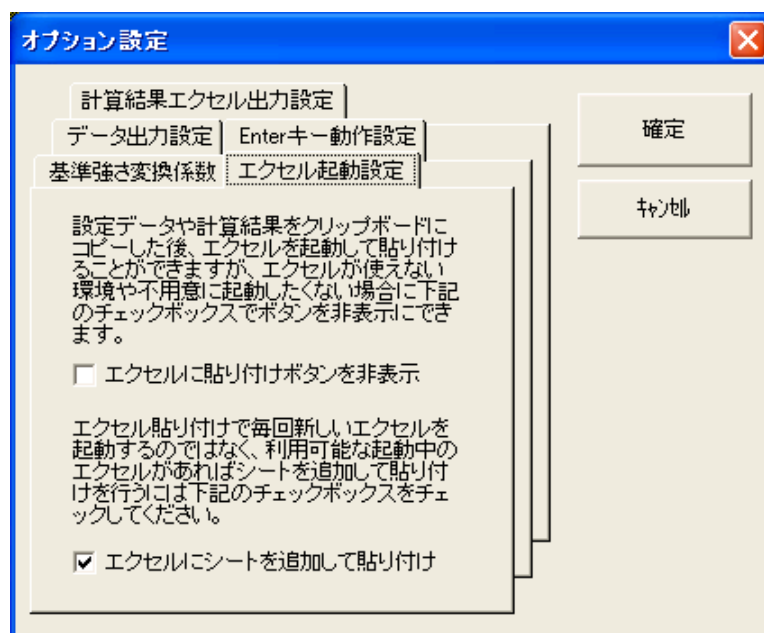 オプション設定
計算結果エクセル出力設定
データ出力設定
Enterキー動作設定
基準強さ変換係数
エクセル起動設定
設定データや計算結果をクリップボードに
コピーした後、エクセルを起動して貼り付け
ることができますが、エクセルが使えない
環境や不用意に起動したくない場合に下記
のチェックボックスでボタンを非表示にでき
ます。
エクセルに貼り付けボタンを非表示
エクセル貼り付けで毎回新しいエクセルを
起動するのではなく、利用可能な起動中の
エクセルがあればシートを追加して貼り付
けを行うには下記のチェックボックスをチェ
ックしてください。
エクセルにシートを追加して貼り付け
確定
ｷｬﾝｾﾙ